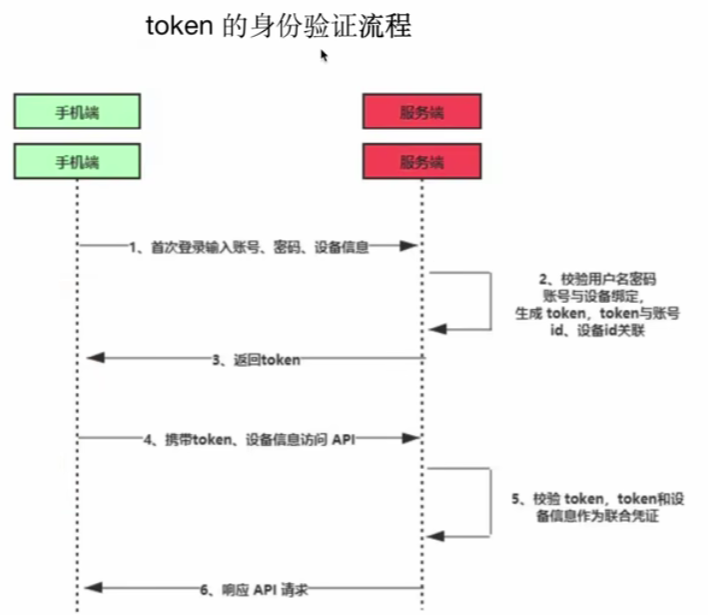 token 的身份验证流程
手机端
服务端
手机端
服务端
1、首次登录输入账号、密码、设备信息
2、校验用户名密码
账号与设备绑定,
生成 token，token与账号
id、设备id关联
3、返回token
4、携带token、设备信息访问 API
5、校验 token，token和设
备信息作为联合凭证
6、响应 API 请求